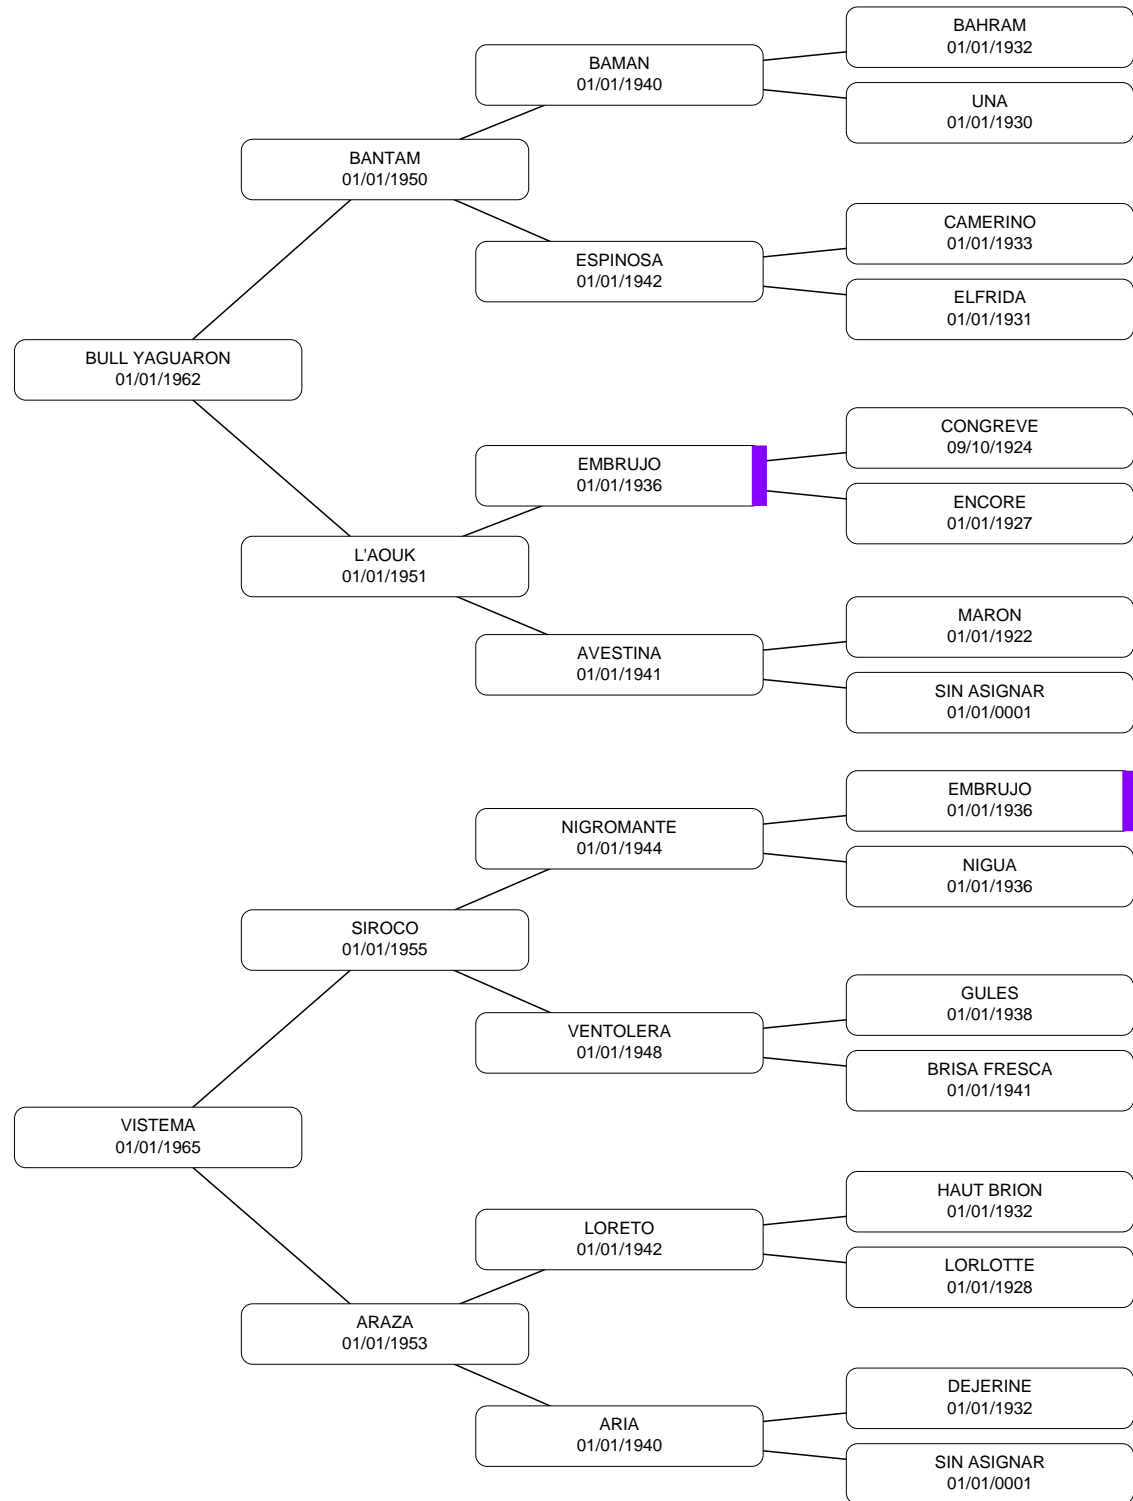 BAHRAM
01/01/1932
BAMAN
01/01/1940
UNA
01/01/1930
BANTAM
01/01/1950
CAMERINO
01/01/1933
ESPINOSA
01/01/1942
ELFRIDA
01/01/1931
BULL YAGUARON
01/01/1962
CONGREVE
09/10/1924
EMBRUJO
01/01/1936
ENCORE
01/01/1927
L'AOUK
01/01/1951
MARON
01/01/1922
AVESTINA
01/01/1941
SIN ASIGNAR
01/01/0001
EMBRUJO
01/01/1936
NIGROMANTE
01/01/1944
NIGUA
01/01/1936
SIROCO
01/01/1955
GULES
01/01/1938
VENTOLERA
01/01/1948
BRISA FRESCA
01/01/1941
VISTEMA
01/01/1965
HAUT BRION
01/01/1932
LORETO
01/01/1942
LORLOTTE
01/01/1928
ARAZA
01/01/1953
DEJERINE
01/01/1932
ARIA
01/01/1940
SIN ASIGNAR
01/01/0001